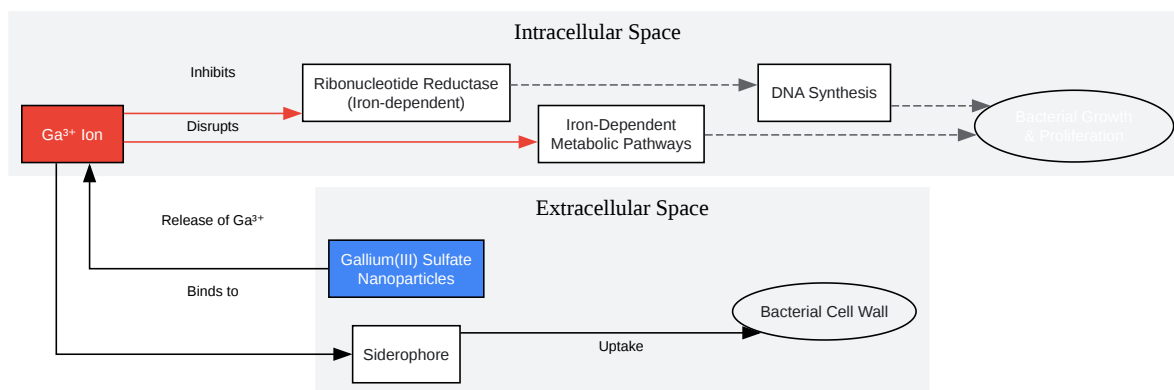 Intracellular Space
Inhibits
Ribonucleotide Reductase
(Iron-dependent)
DNA Synthesis
Ga³⁺ Ion
Disrupts
Iron-Dependent
Metabolic Pathways
Bacterial Growth
& Proliferation
Extracellular Space
Release of Ga³⁺
Gallium(III) Sulfate
Nanoparticles
Binds to
Bacterial Cell Wall
Siderophore
Uptake